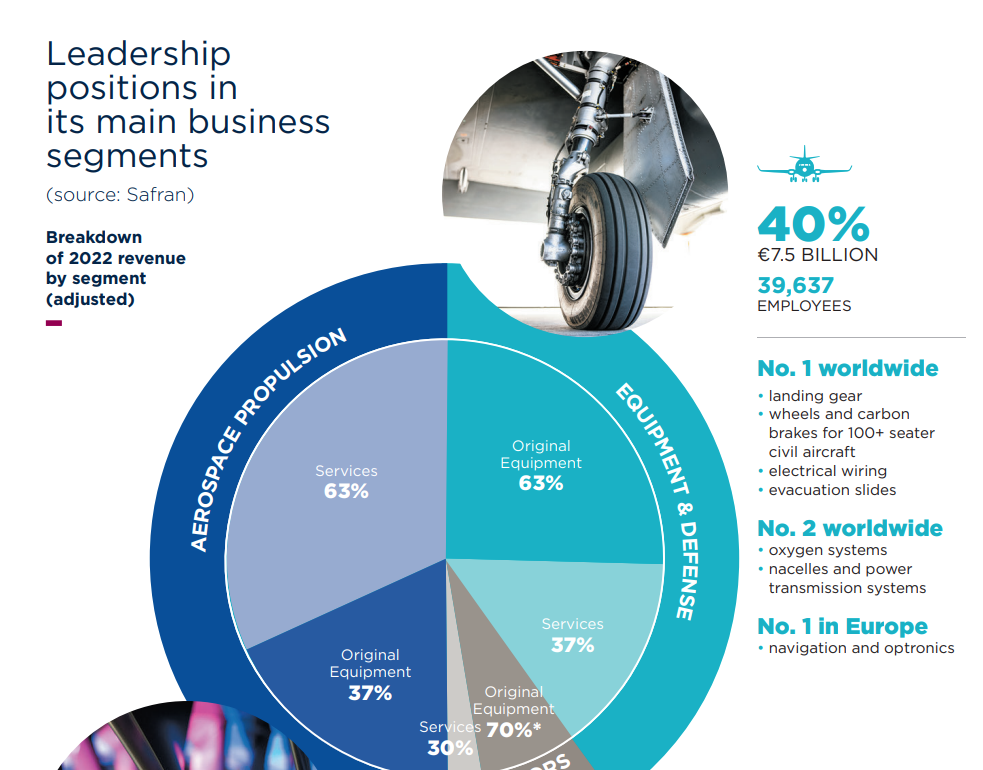 Leadership
positions in
its main business
segments
(source: Safran)
Breakdown
of 2022 revenue
by segment
(adjusted)
40%
€7.5 BILLION
39,637
EMPLOYEES
No. 1 worldwide
• landing gear
• wheels and carbon
brakes for 100+ seater
civil aircraft
• electrical wiring
• evacuation slides
No. 2 worldwide
• oxygen systems
• nacelles and power
transmission systems
No. 1 in Europe
• navigation and optronics
AEROSPACE PROPULSION
EQUIPMENT & DEFENSE
Services
63%
Original
Equipment
63%
Services
37%
Original
Equipment
37%
Original
Equipment
70%*
Services
30%